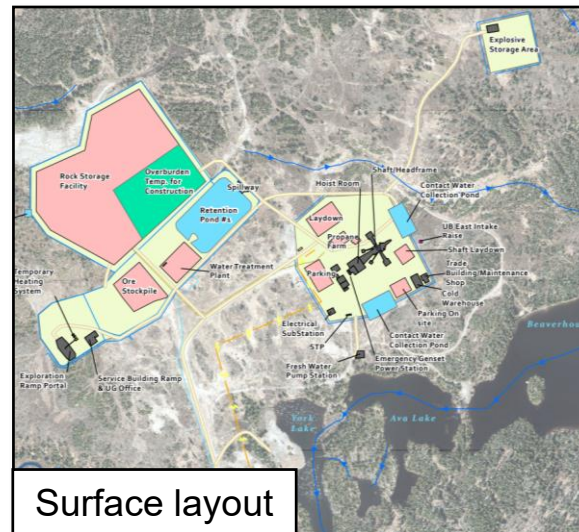 Explosive Storage Area
Rock Storage
Facility
Overburden
Temp. for
Construction
Spillway
Retention
Pond #1
Water Treatment
Plant
Ore
Stockpile
Temporary
Heating
System
Exploration
Ramp Portal
Service Building Ramp
& UG Office
Shaft/Headframe
Hoist Room
Contact Water
Collection Pond
Laydown
Propane
Farm
UB East Intake
Raise
Shaft Laydown
Trade
Building/Maintenance
Shop
Cold
Warehouse
Parking
Parking On
Site
Electrical
SubStation
STP
Contact Water
Collection Pond
Fresh Water
Pump Station
Emergency Genset
Power Station
York
Lake
Ava Lake
Surface layout